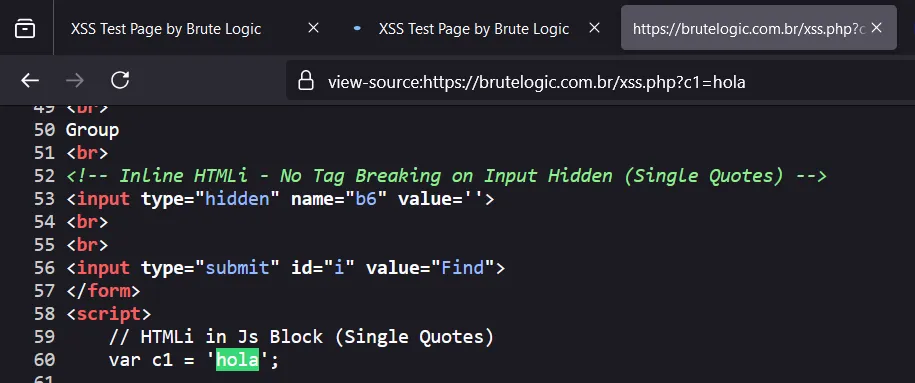 XSS Test Page by Brute Logic XSS Test Page by Brute Logic https://brutelogic.com.br/xss.php?c
view-source:https://brutelogic.com.br/xss.php?c1=hola
49 <br>
50 Group
51 <br>
52 <!-- Inline HTMLi - No Tag Breaking on Input Hidden (Single Quotes) -->
53 <input type="hidden" name="b6" value=''>
54 <br>
55 <br>
56 <input type="submit" id="i" value="Find">
57 </form>
58 <script>
59 // HTMLi in Js Block (Single Quotes)
60 var c1 = 'hola';
61